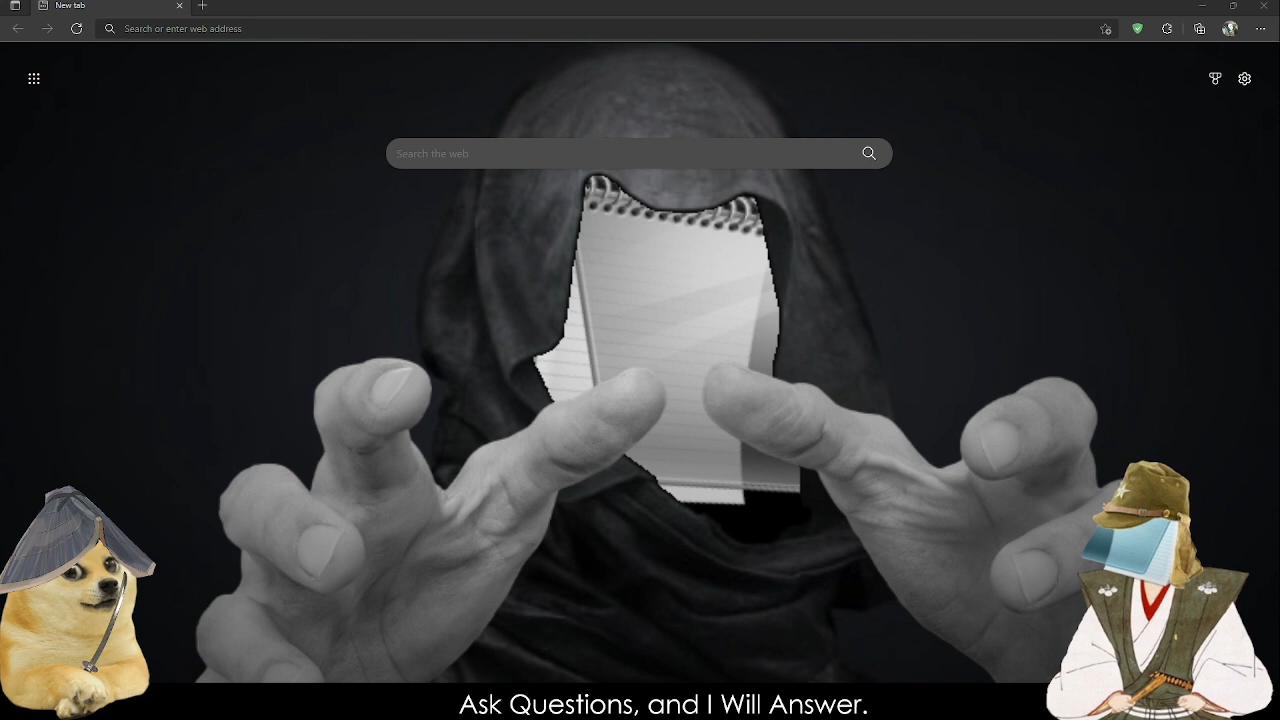 New tab
Search or enter web address
Search the web
Ask Questions, and I Will Answer.